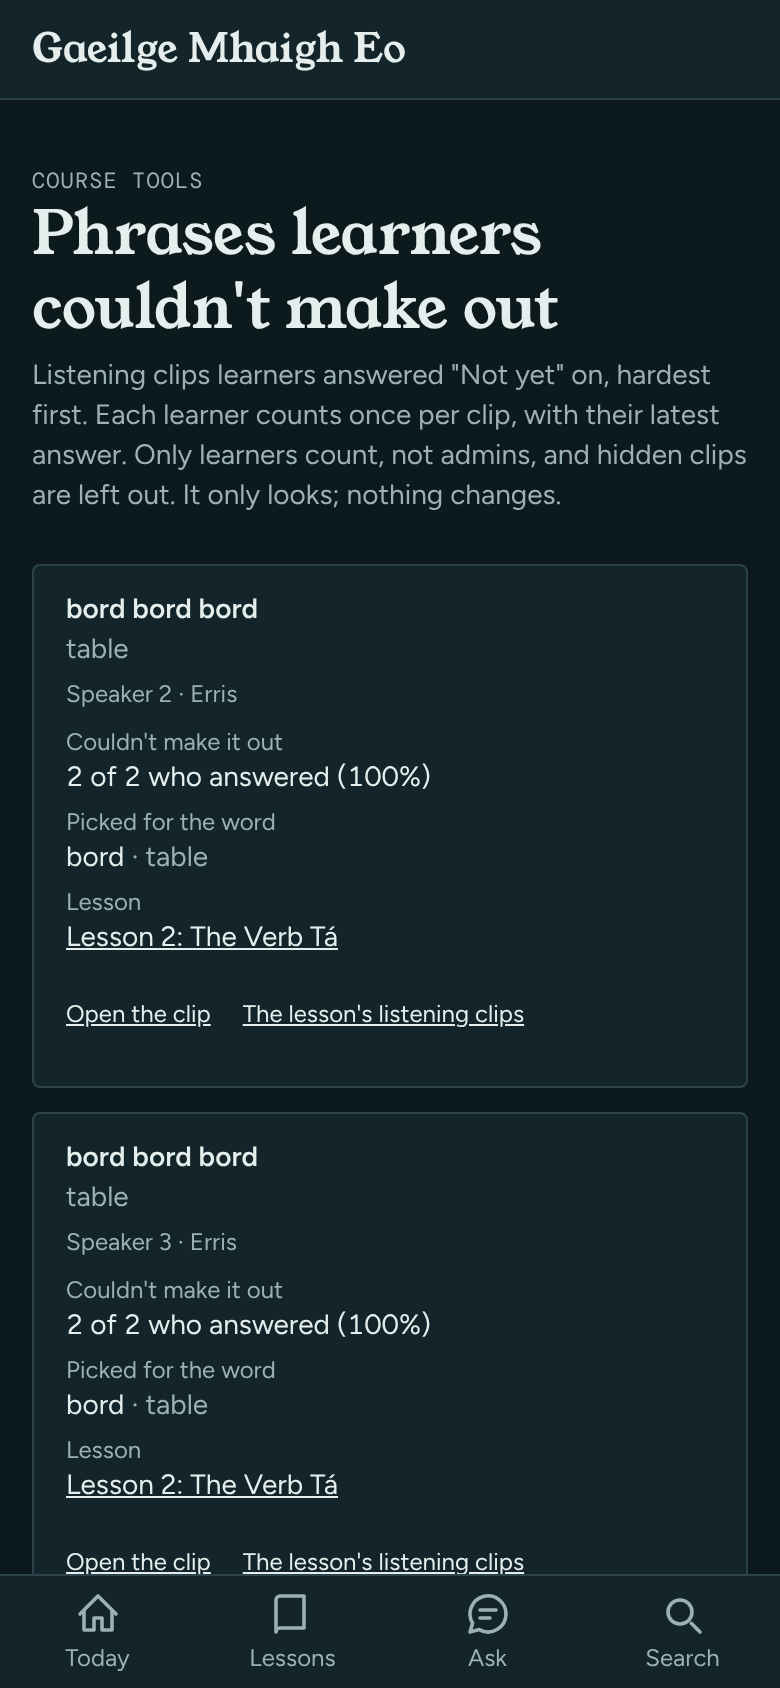 Gaeilge Mhaigh Eo
COURSE TOOLS
Phrases learners
couldn't make out
Listening clips learners answered "Not yet" on, hardest
first. Each learner counts once per clip, with their latest
answer. Only learners count, not admins, and hidden clips
are left out. It only looks; nothing changes.
bord bord bord
table
Speaker 2 · Erris
Couldn't make it out
2 of 2 who answered (100%)
Picked for the word
bord · table
Lesson
Lesson 2: The Verb Tá
Open the clip The lesson's listening clips
bord bord bord
table
Speaker 3 · Erris
Couldn't make it out
2 of 2 who answered (100%)
Picked for the word
bord · table
Lesson
Lesson 2: The Verb Tá
Open the clip The lesson's listening clips
Today Lessons Ask Search